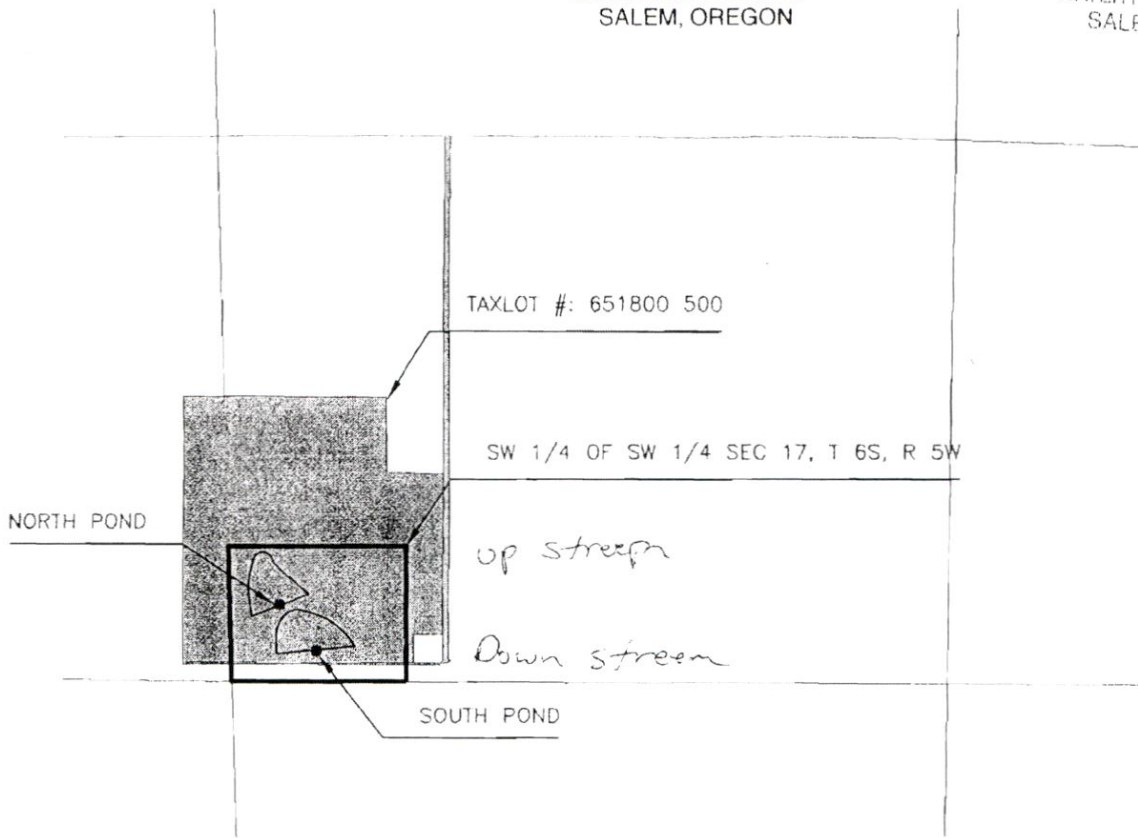 SALEM, OREGON
TAXLOT #: 651800 500
SW 1/4 OF SW 1/4 SEC 17, T 6S, R 5W
NORTH POND
up streem
Down streem
SOUTH POND